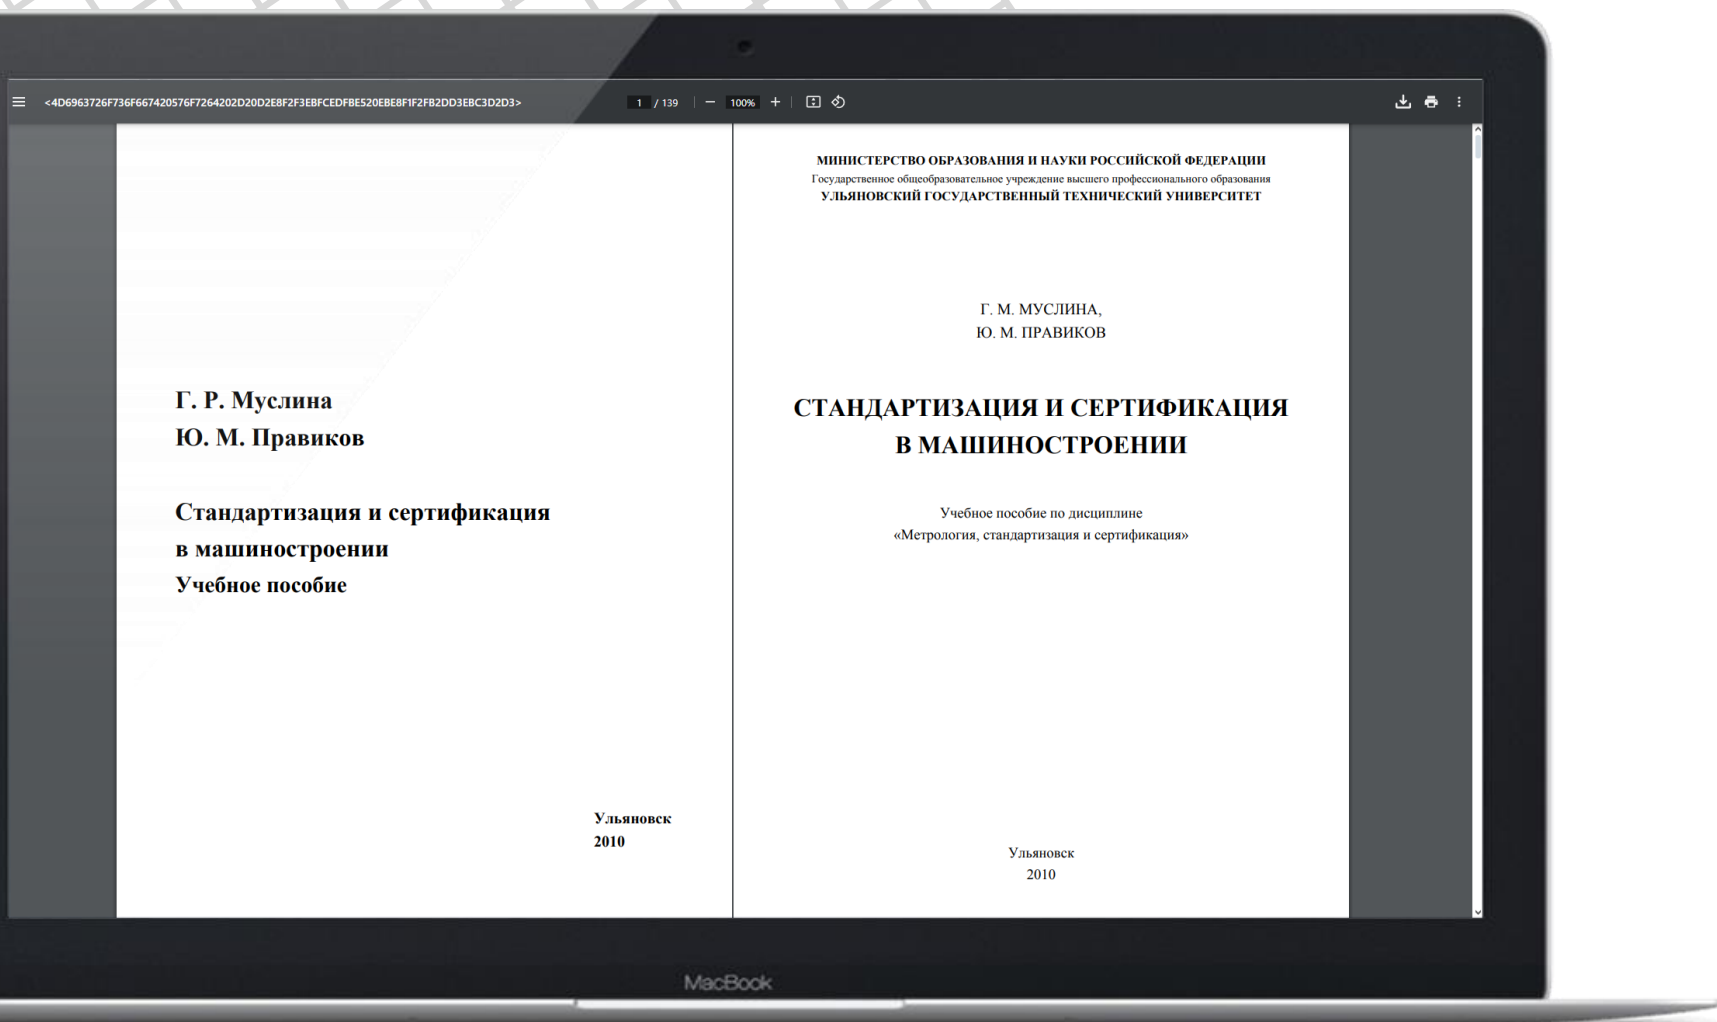 <4D6963726F736F667420576F7264202D20D2E8F2F3EBFCEDFBE520EBE8F1F2FB2DD3EBC3D2D3>
1 / 139
100%
Г. Р. Муслина
Ю. М. Правиков
Стандартизация и сертификация
в машиностроении
Учебное пособие
Ульяновск
2010
МИНИСТЕРСТВО ОБРАЗОВАНИЯ И НАУКИ РОССИЙСКОЙ ФЕДЕРАЦИИ
Государственное общеобразовательное учреждение высшего профессионального образования
УЛЬЯНОВСКИЙ ГОСУДАРСТВЕННЫЙ ТЕХНИЧЕСКИЙ УНИВЕРСИТЕТ
Г. М. МУСЛИНА,
Ю. М. ПРАВИКОВ
СТАНДАРТИЗАЦИЯ И СЕРТИФИКАЦИЯ
В МАШИНОСТРОЕНИИ
Учебное пособие по дисциплине
«Метрология, стандартизация и сертификация»
Ульяновск
2010
MacBook